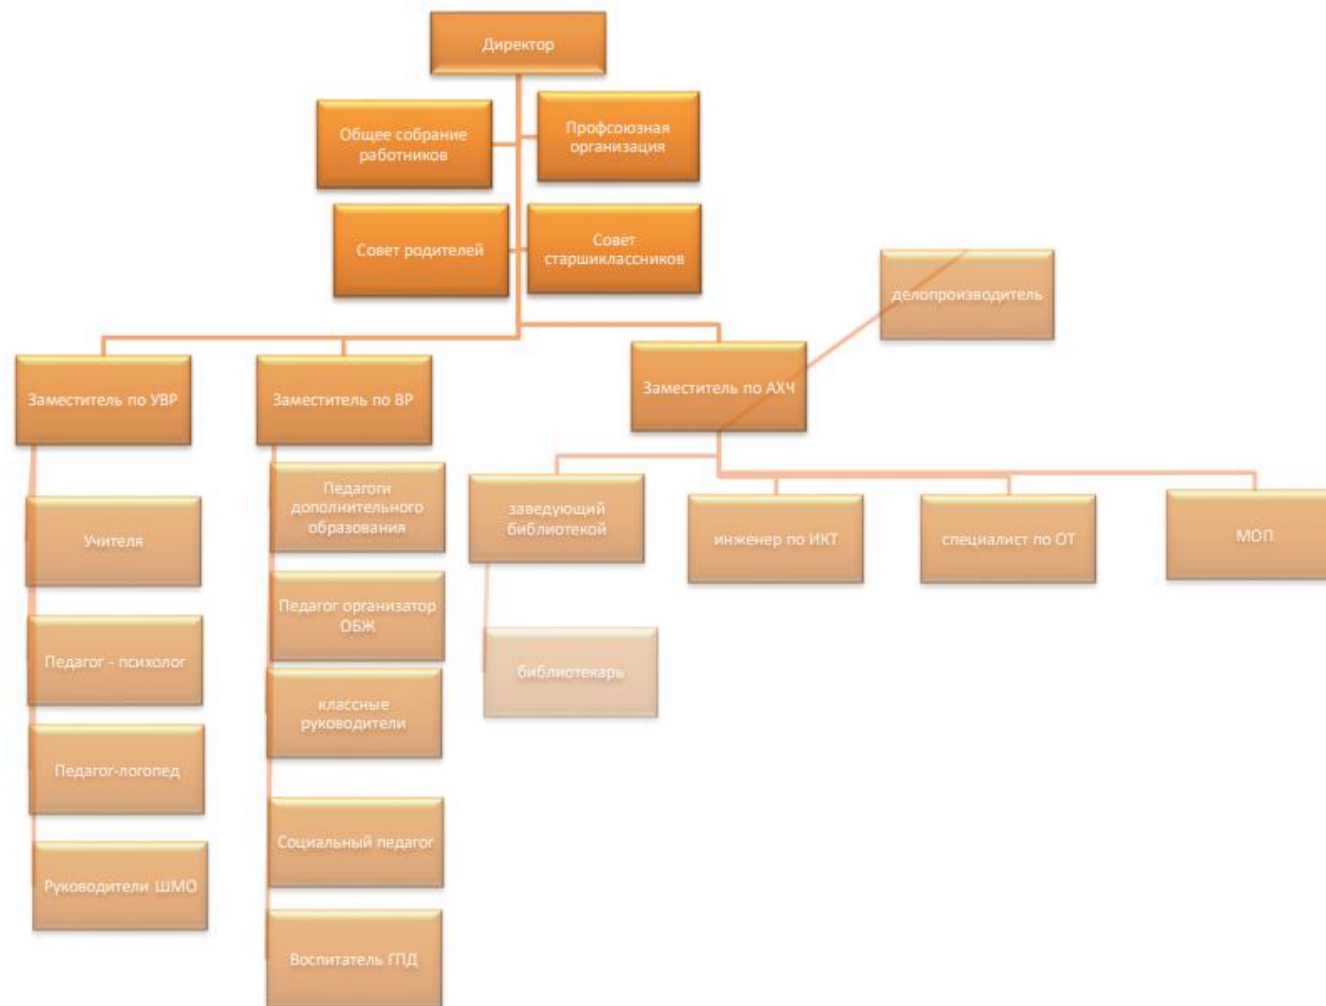 Директор
Общее собрание
работников
Профсоюзная
организация
Совет родителей
Совет
старшиклассников
делопроизводитель
Заместитель по УВР
Заместитель по ВР
Заместитель по АХЧ
Учителя
Педагог - психолог
Педагог-логопед
Руководители ШМО
Педагоги
дополнительного
образования
Педагог организатор
ОБЖ
классные
руководители
Социальный педагог
Воспитатель ГПД
заведующий
библиотекой
библиотекарь
инженер по ИКТ
специалист по ОТ
МОП